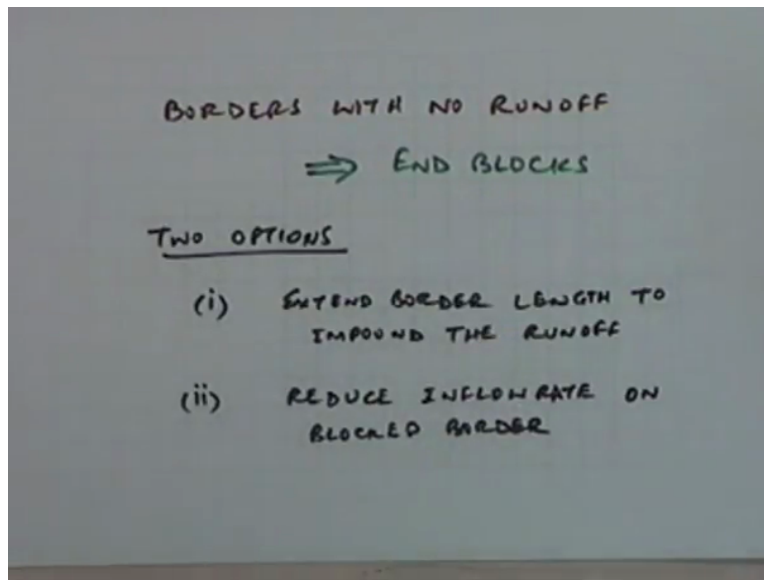 BORDERS WITH NO RUNOFF
⇒ END BLOCKS
TWO OPTIONS
(i) EXTEND BORDER LENGTH TO
IMPOUND THE RUNOFF
(ii) REDUCE INFLOW RATE ON
BLOCKED BORDER